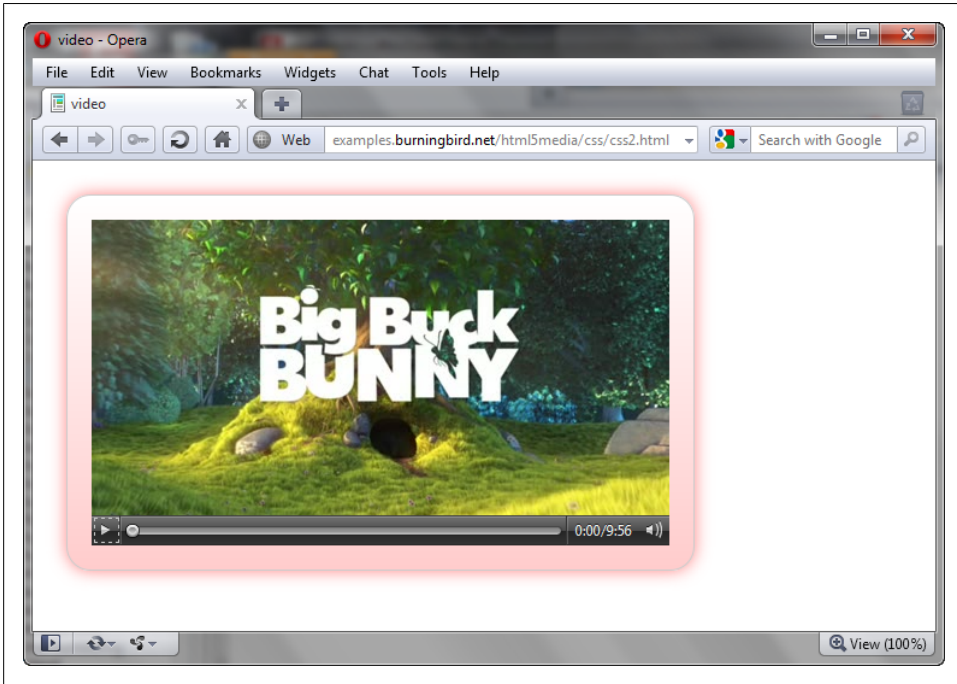 video - Opera
File Edit View Bookmarks Widgets Chat Tools Help
video
Web examples.burningbird.net/html5media/css/css2.html Search with Google
Big Buck
BUNNY
0:00/9:56
View (100%)